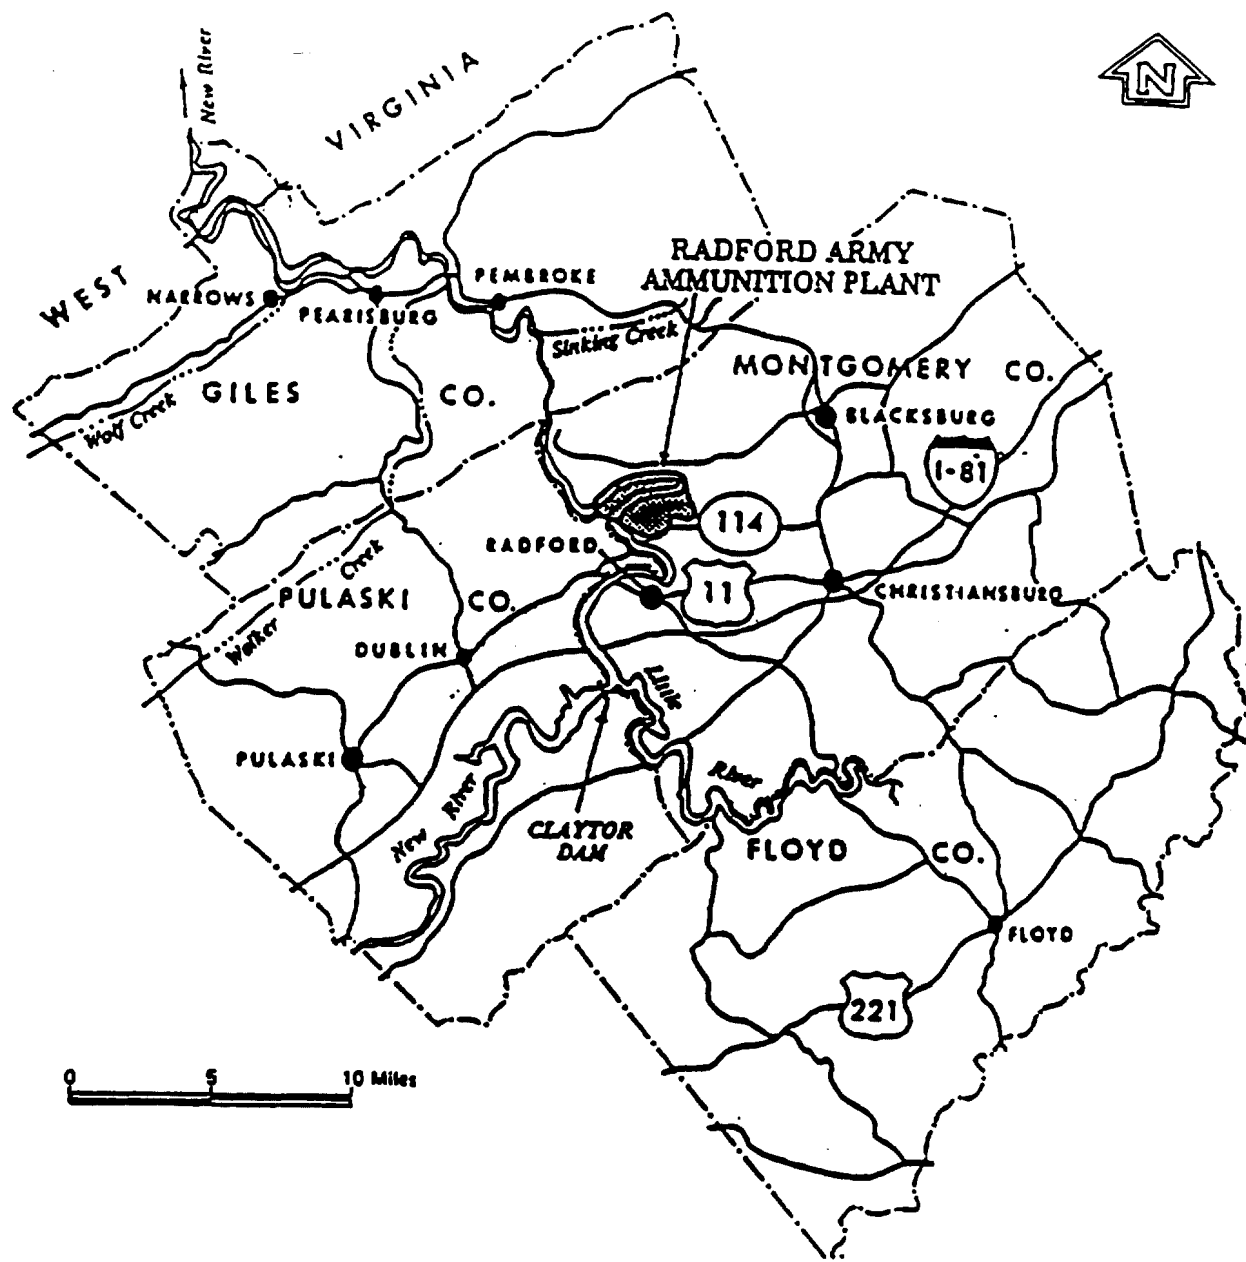 New River
VIRGINIA
N
WEST
RADFORD ARMY
AMMUNITION PLANT
PEMBROKE
NARROWS
PEARISBURG
Sinking Creek
MONTGOMERY CO.
GILES CO.
Wolf Creek
BLACKSBURG
I-81
114
RADFORD
11
CHRISTIANSBURG
PULASKI CO.
Walker Creek
DUBLIN
Little River
PULASKI
New River
CLAYTOR
DAM
FLOYD CO.
FLOYD
221
0 5 10 Miles